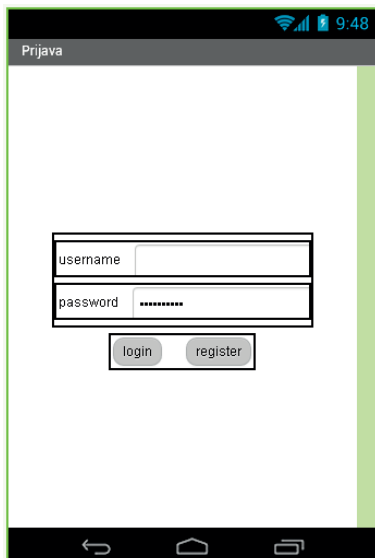 9:48
Prijava
username
password ••••••••••
login register